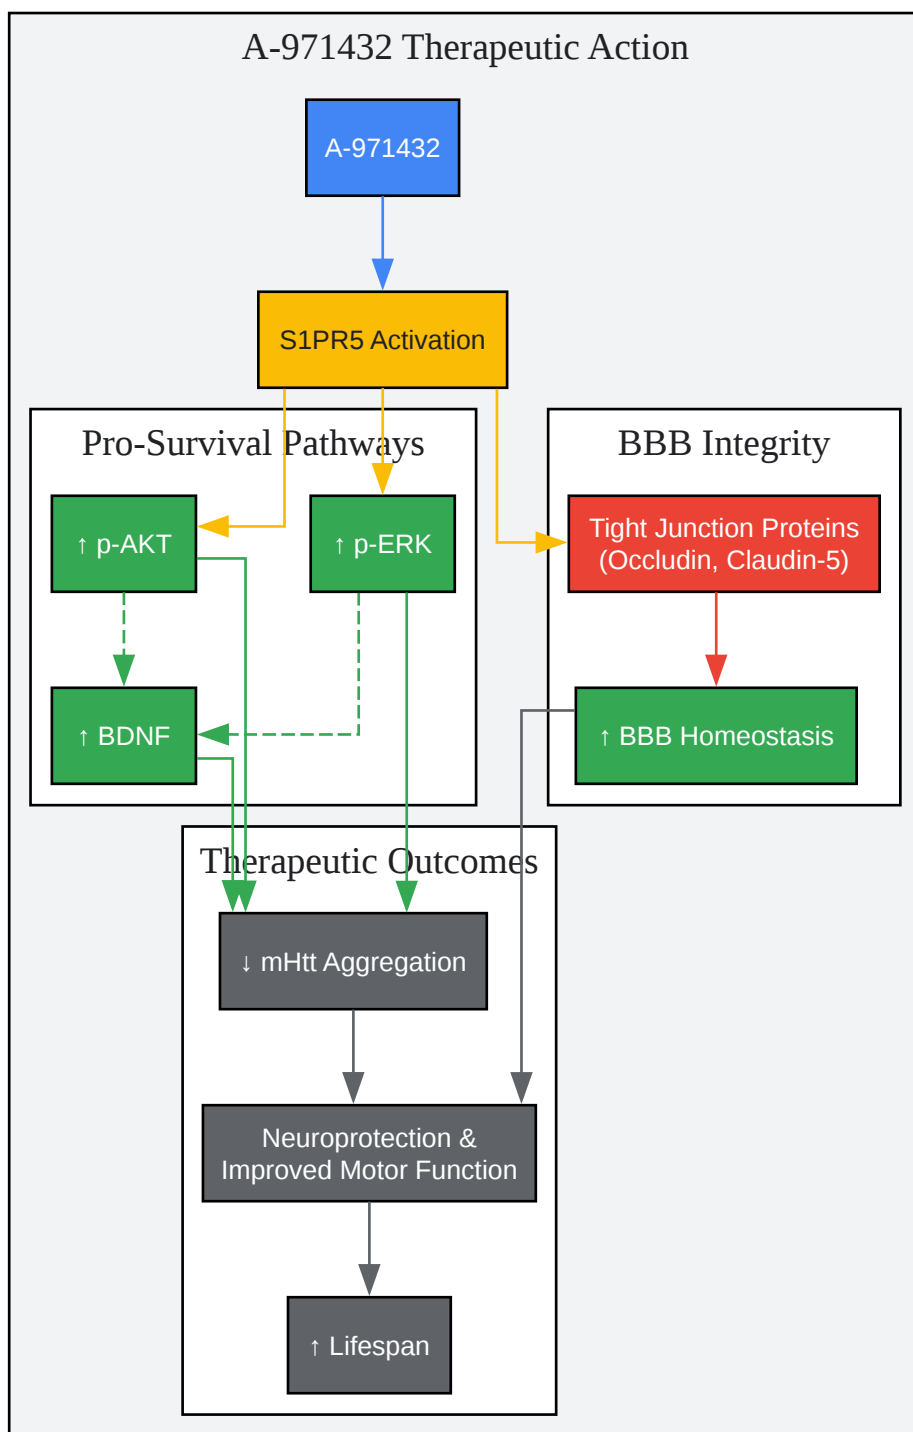 A-971432 Therapeutic Action
A-971432
S1PR5 Activation
Pro-Survival Pathways
↑ p-AKT
↑ p-ERK
↑ BDNF
BBB Integrity
Tight Junction Proteins
(Occludin, Claudin-5)
↑ BBB Homeostasis
Therapeutic Outcomes
↓ mHtt Aggregation
Neuroprotection &
Improved Motor Function
↑ Lifespan